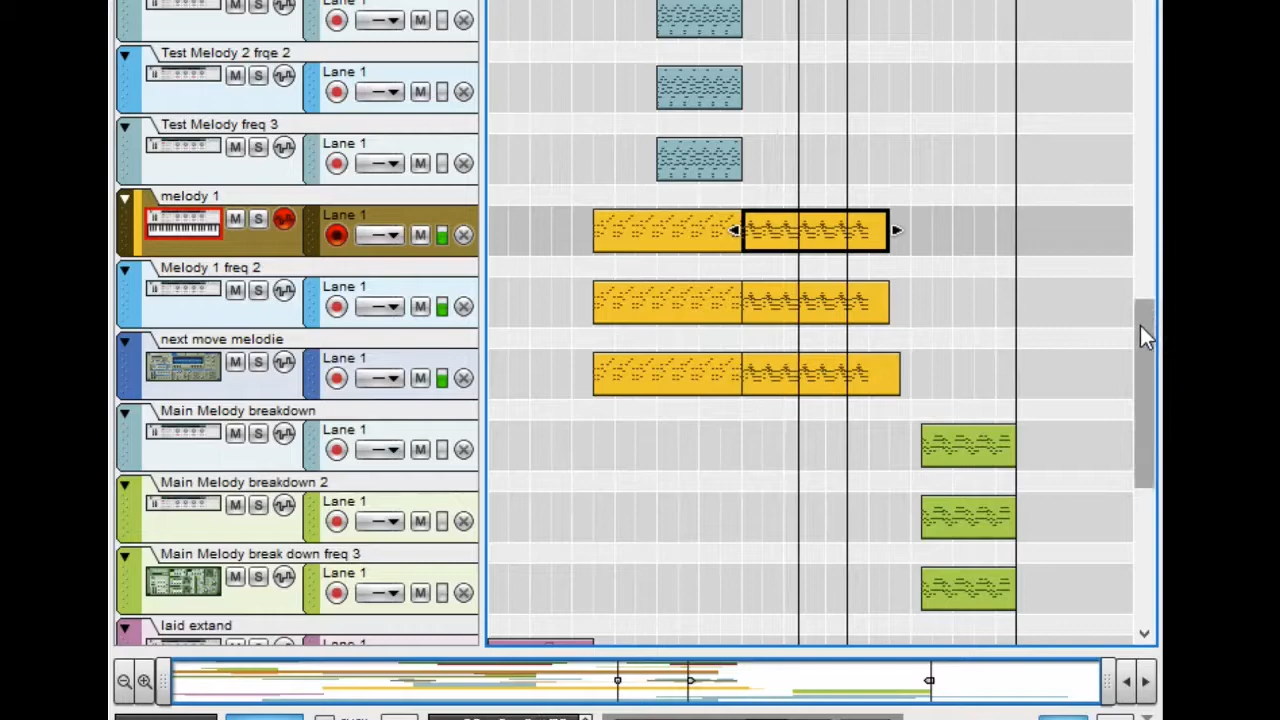 M
Test Melody 2 frqe 2
M S Lane 1 M
Test Melody freq 3
M S Lane 1 M
melody 1
M S Lane 1 M
Melody 1 freq 2
M S Lane 1 M
next move melodie
M S Lane 1 M
Main Melody breakdown
M S Lane 1 M
Main Melody breakdown 2
M S Lane 1 M
Main Melody break down freq 3
M S Lane 1 M
laid extand
Lane 1